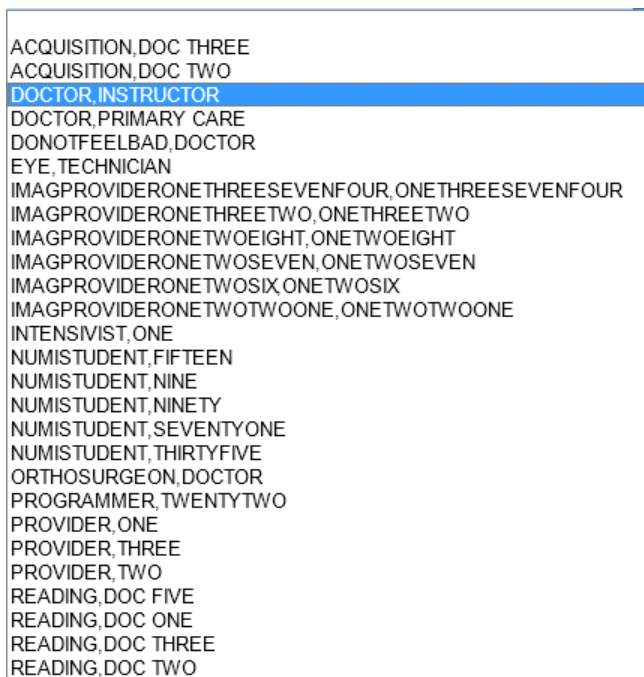 ACQUISITION,DOC THREE
ACQUISITION,DOC TWO
DOCTOR,INSTRUCTOR
DOCTOR,PRIMARY CARE
DONOTFEELBAD,DOCTOR
EYE,TECHNICIAN
IMAGPROVIDERONETHREESEVENFOUR,ONETHREESEVENFOUR
IMAGPROVIDERONETHREETWO,ONETHREETWO
IMAGPROVIDERONETWOEIGHT,ONETWOEIGHT
IMAGPROVIDERONETWOSEVEN,ONETWOSEVEN
IMAGPROVIDERONETWOSIX,ONETWOSIX
IMAGPROVIDERONETWOTWOONE,ONETWOTWOONE
INTENSIVIST,ONE
NUMISTUDENT,FIFTEEN
NUMISTUDENT,NINE
NUMISTUDENT,NINETY
NUMISTUDENT,SEVENTYONE
NUMISTUDENT,THIRTYFIVE
ORTHOSURGEON,DOCTOR
PROGRAMMER,TWENTYTWO
PROVIDER,ONE
PROVIDER,THREE
PROVIDER,TWO
READING,DOC FIVE
READING,DOC ONE
READING,DOC THREE
READING,DOC TWO